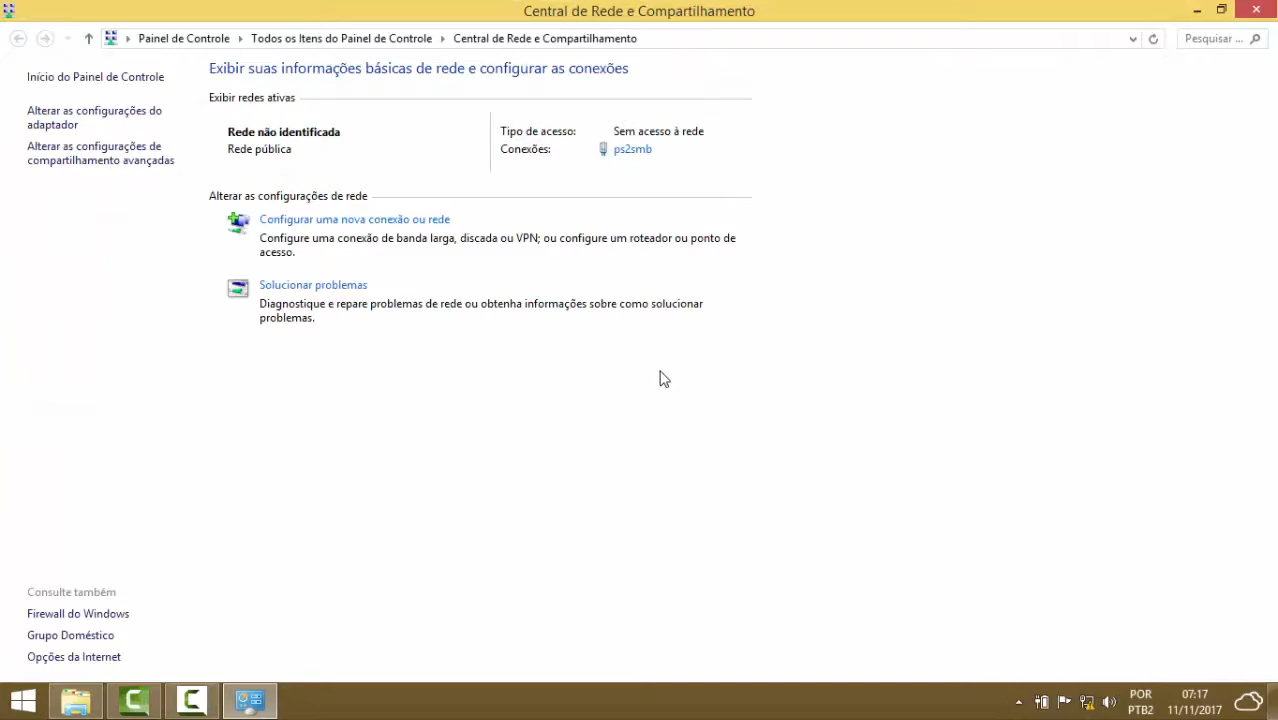 Central de Rede e Compartilhamento
Painel de Controle
Todos os Itens do Painel de Controle
Central de Rede e Compartilhamento
Pesquisar ...
Início do Painel de Controle
Alterar as configurações do
adaptador
Alterar as configurações de
compartilhamento avançadas
Exibir suas informações básicas de rede e configurar as conexões
Exibir redes ativas
Rede não identificada
Rede pública
Tipo de acesso: Sem acesso à rede
Conexões: ps2smb
Alterar as configurações de rede
Configurar uma nova conexão ou rede
Configure uma conexão de banda larga, discada ou VPN; ou configure um roteador ou ponto de
acesso.
Solucionar problemas
Diagnostique e repare problemas de rede ou obtenha informações sobre como solucionar
problemas.
Consulte também
Firewall do Windows
Grupo Doméstico
Opções da Internet
POR
PTB2
07:17
11/11/2017